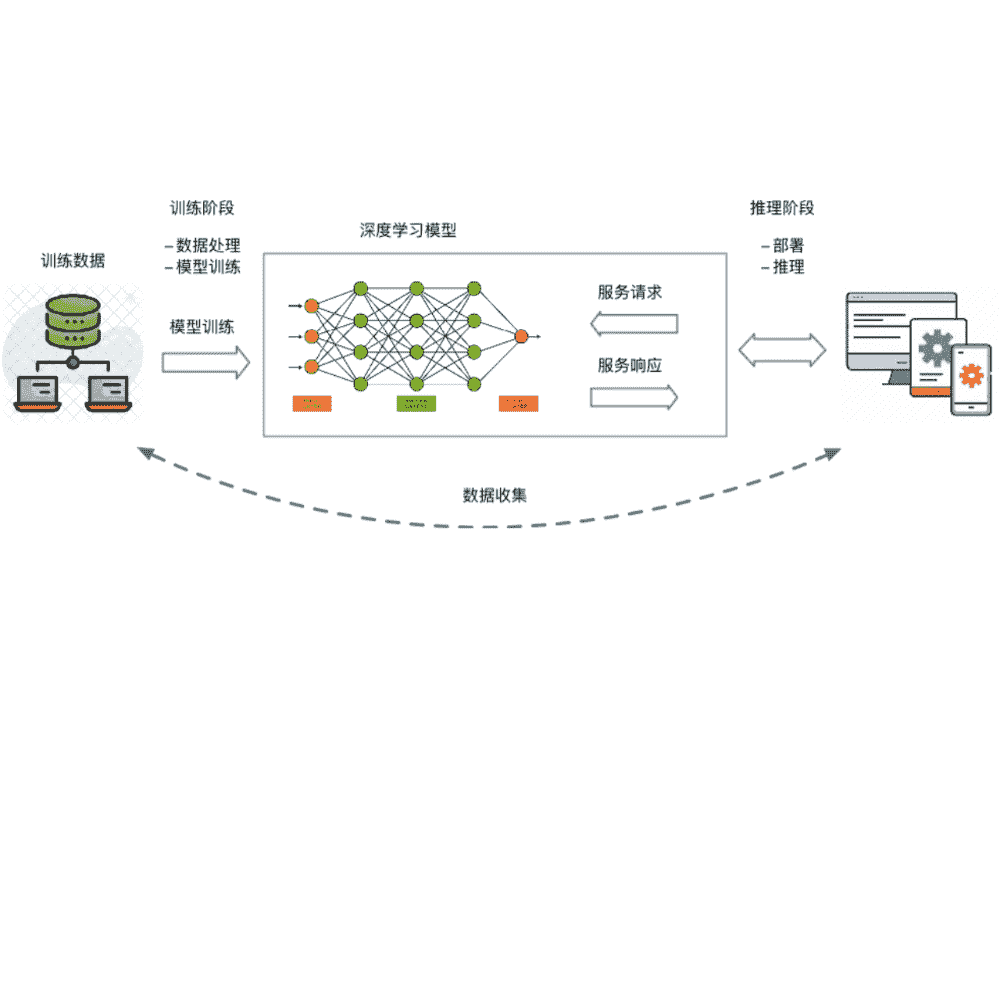 训练阶段
– 数据处理
– 模型训练
训练数据
模型训练
深度学习模型
服务请求
服务响应
推理阶段
– 部署
– 推理
数据收集